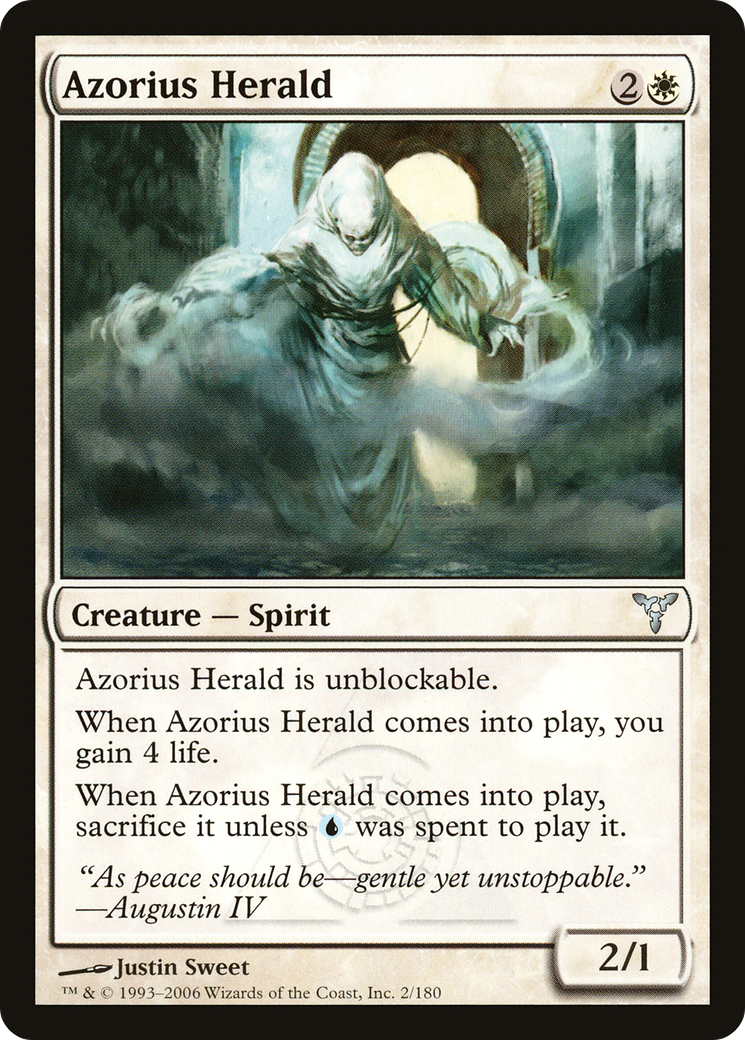 Azorius Herald 2
Creature — Spirit
Azorius Herald is unblockable.
When Azorius Herald comes into play, you
gain 4 life.
When Azorius Herald comes into play,
sacrifice it unless was spent to play it.
“As peace should be—gentle yet unstoppable.”
—Augustin IV
2/1
Justin Sweet
™ & © 1993–2006 Wizards of the Coast, Inc. 2/180